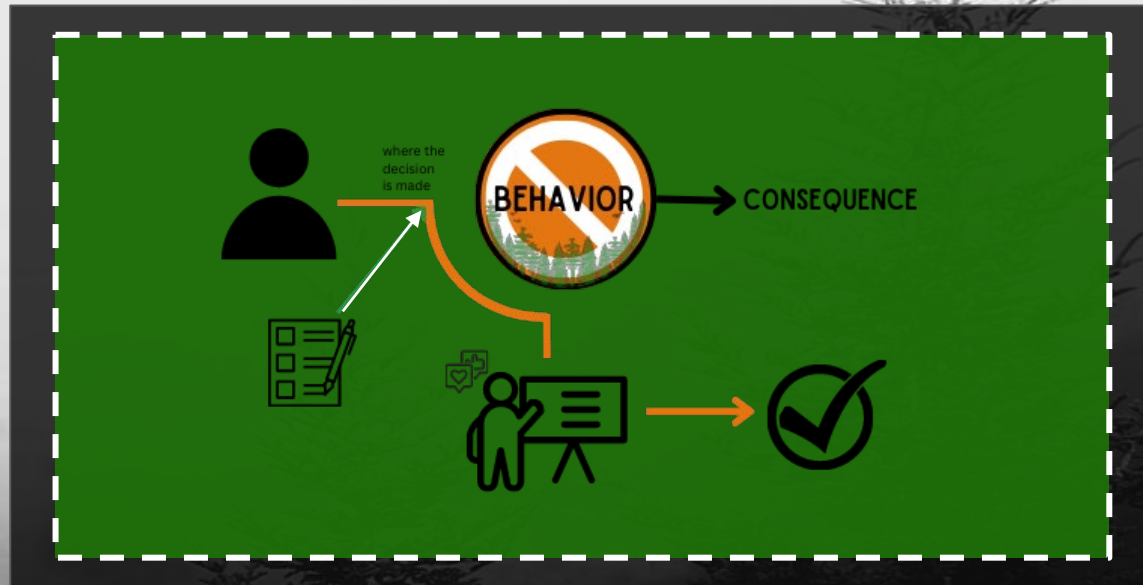 where the
decision
is made
BEHAVIOR
CONSEQUENCE